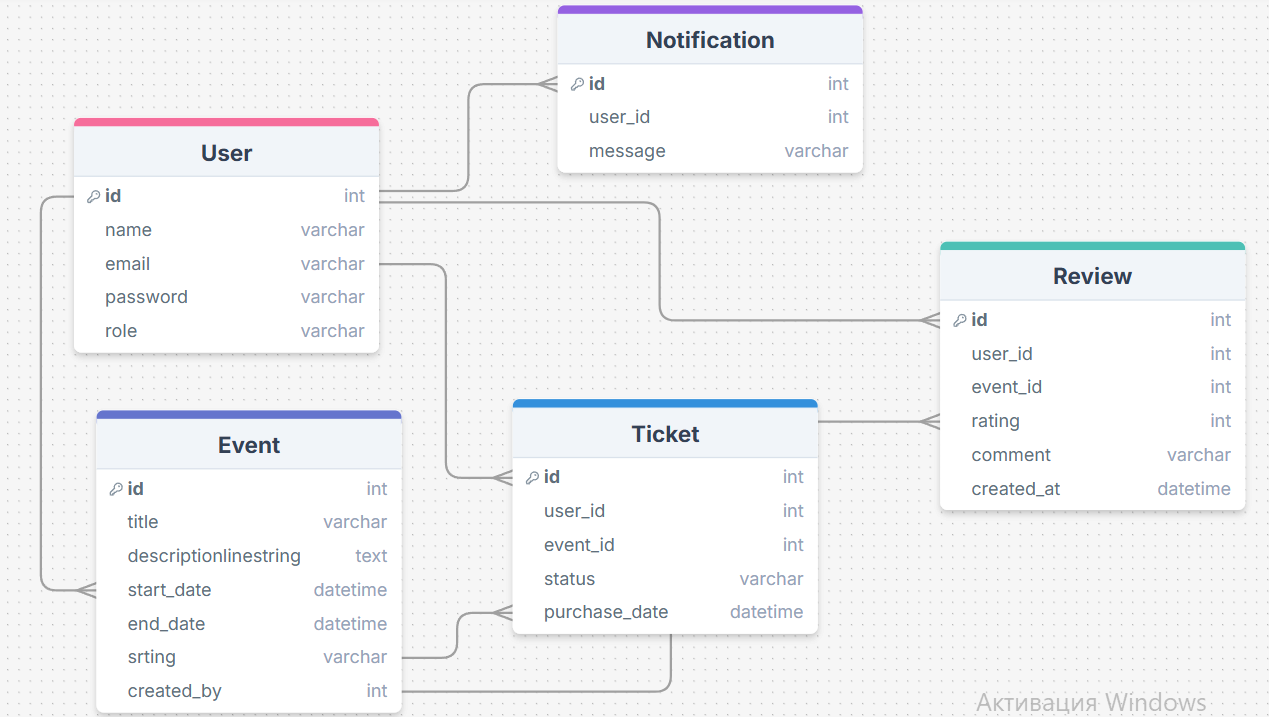 Notification
id int
user_id int
message varchar
User
id int
name varchar
email varchar
password varchar
role varchar
Review
id int
user_id int
event_id int
rating int
comment varchar
created_at datetime
Event
id int
title varchar
descriptionlinestring text
start_date datetime
end_date datetime
srting varchar
created_by int
Ticket
id int
user_id int
event_id int
status varchar
purchase_date datetime
Активация Windows